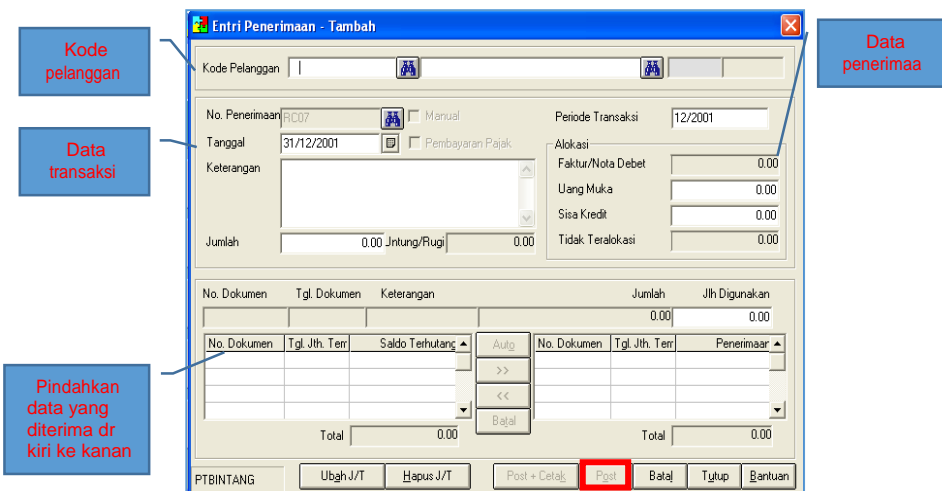 Entri Penerimaan - Tambah
Kode
pelanggan
Data
penerimaa
Kode Pelanggan
No. Penerimaan RC07 Manual Periode Transaksi 12/2001
Data
transaksi
Tanggal 31/12/2001 Pembayaran Pajak Alokasi
Keterangan Faktur/Nota Debet 0.00
Uang Muka 0.00
Sisa Kredit 0.00
Jumlah 0.00 Jntung/Rugi 0.00 Tidak Teralokasi 0.00
No. Dokumen Tgl. Dokumen Keterangan Jumlah Jlh Digunakan
0.00 0.00
No. Dokumen Tgl. Jth. Tem Saldo Terhutang Auto No. Dokumen Tgl. Jth. Tem Penerimaar
>>
<<
Batal
Pindahkan
data yang
diterima dr
kiri ke kanan
Total 0.00 Total 0.00
PTBINTANG Ubah J/T Hapus J/T Post + Cetak Post Batal Tutup Bantuan